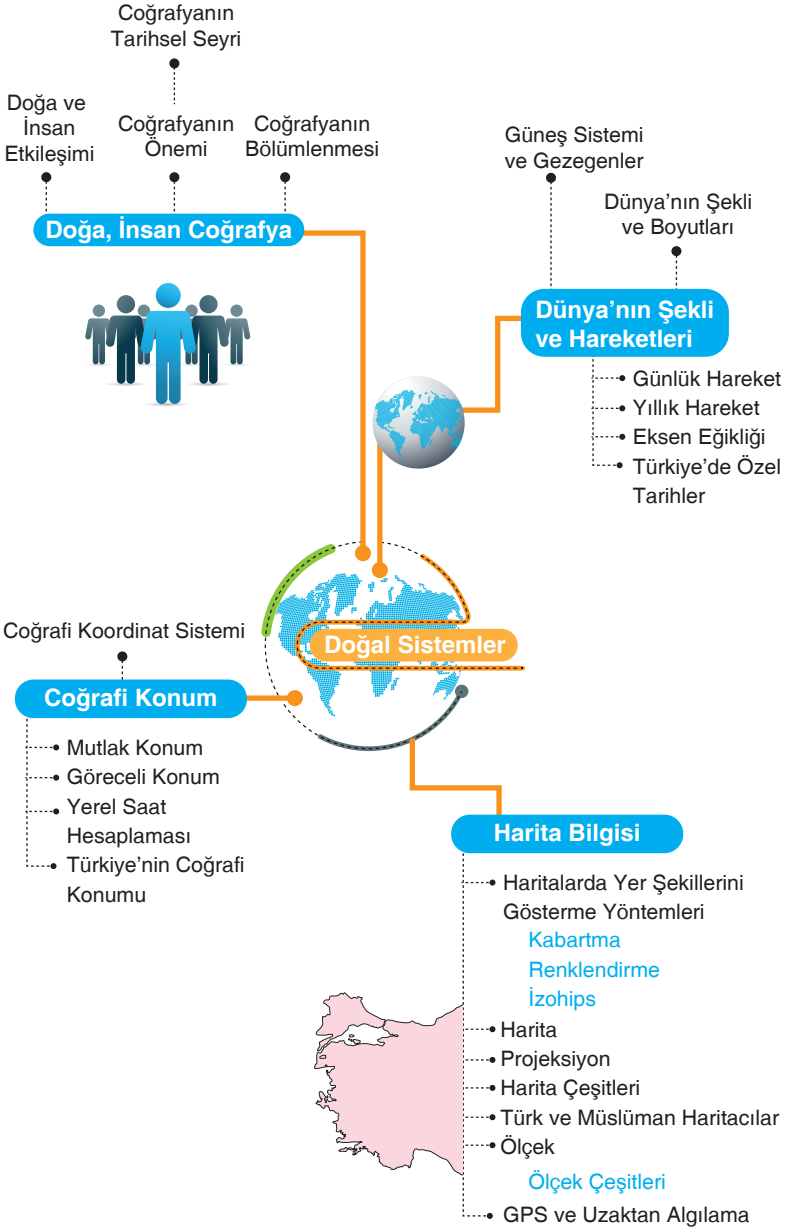 Coğrafyanın
Tarihsel Seyri
Doğa ve
İnsan
Etkileşimi
Coğrafyanın
Önemi
Coğrafyanın
Bölümlenmesi
Doğa, İnsan Coğrafya
Güneş Sistemi
ve Gezegenler
Dünya’nın Şekli
ve Boyutları
Dünya’nın Şekli
ve Hareketleri
Günlük Hareket
Yıllık Hareket
Eksen Eğikliği
Türkiye’de Özel
Tarihler
Doğal Sistemler
Coğrafi Koordinat Sistemi
Coğrafi Konum
Mutlak Konum
Göreceli Konum
Yerel Saat
Hesaplaması
Türkiye’nin Coğrafi
Konumu
Harita Bilgisi
Haritalarda Yer Şekillerini
Gösterme Yöntemleri
Kabartma
Renklendirme
İzohips
Harita
Projeksiyon
Harita Çeşitleri
Türk ve Müslüman Haritacılar
Ölçek
Ölçek Çeşitleri
GPS ve Uzaktan Algılama